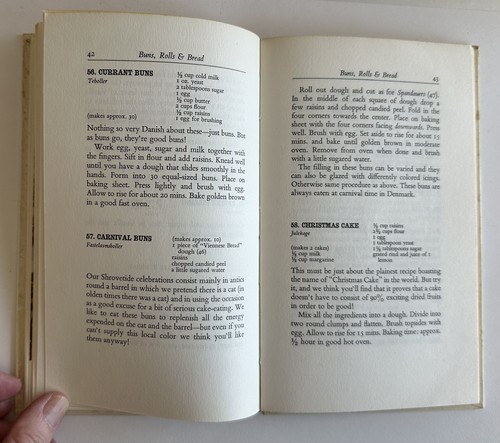 42
Buns, Rolls & Bread
56. CURRANT BUNS
Teboller
(makes approx. 30)
½ cup cold milk
1 oz. yeast
2 tablespoons sugar
1 egg
½ cup butter
2 cups flour
½ cup raisins
1 egg for brushing
Nothing so very Danish about these—just buns. But
as buns go, they're good buns!
Work egg, yeast, sugar and milk together with
the fingers. Sift in flour and add raisins. Knead well
until you have a dough that slides smoothly in the
hands. Form into 30 equal-sized buns. Place on
baking sheet. Press lightly and brush with egg.
Allow to rise for about 20 mins. Bake golden brown
in a good fast oven.
57. CARNIVAL BUNS
Fastelavnsboller
(makes approx. 10)
1 piece of "Viennese Bread"
dough (46)
raisins
chopped candied peel
a little sugared water
Our Shrovetide celebrations consist mainly in antics
round a barrel in which we pretend there is a cat (in
olden times there was a cat) and in using the occasion
as a good excuse for a bit of serious cake-eating. We
like to eat these buns to replenish all the energy
expended on the cat and the barrel—but even if you
can't supply this local color we think you'll like
them anyway!
Buns, Rolls & Bread
43
Roll out dough and cut as for Spandauers (47).
In the middle of each square of dough drop a
few raisins and chopped candied peel. Fold in the
four corners towards the center. Place on baking
sheet with the four corners facing downwards. Press
well. Brush with egg. Set aside to rise for about 15
mins. and bake until golden brown in moderate
oven. Remove from oven when done and brush
with a little sugared water.
The filling in these buns can be varied and they
can also be glazed with differently colored icings.
Otherwise same procedure as above. These buns are
always eaten at carnival time in Denmark.
58. CHRISTMAS CAKE
Julekage
(makes 2 cakes)
½ cup milk
½ cup margarine
½ cup raisins
cups flour
1 egg
1 tablespoon yeast
tablespoons sugar
grated rind and juice of 1
lemon
This must be just about the plainest recipe boasting
the name of "Christmas Cake" in the world. But try
it, and we think you'll find that it proves that a cake
doesn't have to consist of 90% exciting dried fruits
in order to be good!
Mix all the ingredients into a dough. Divide into
two round clumps and flatten. Brush topsides with
egg. Allow to rise for 15 mins. Baking time: approx.
½ hour in good hot oven.